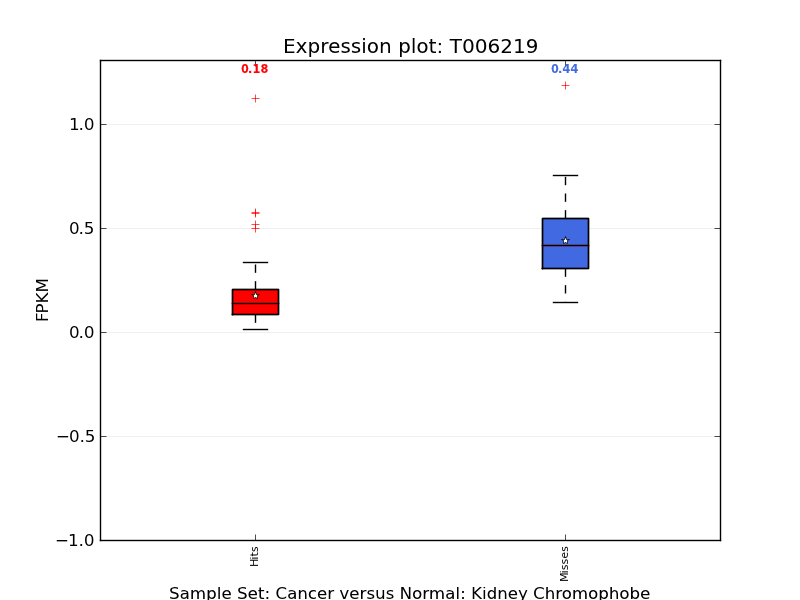 Expression plot: T006219
0.18
0.44
1.0
0.5
0.0
−0.5
−1.0
FPKM
Hits
Misses
Sample Set: Cancer versus Normal: Kidney Chromophobe